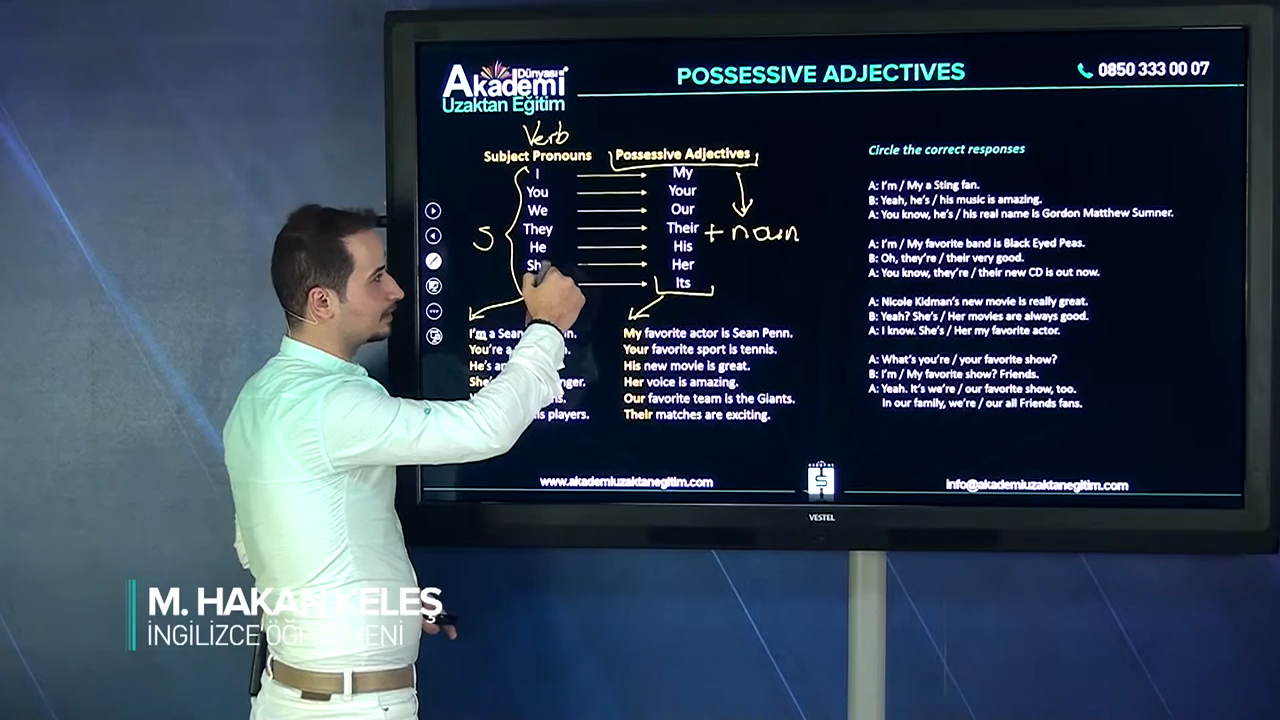 Akademi Dünyası
Uzaktan Eğitim
POSSESSIVE ADJECTIVES
0850 333 00 07
Verb
Subject Pronouns
Possessive Adjectives
I
My
You
Your
We
Our
They
Their
He
His
Her
Its
S
+ noun
I'm a Sean
You're a
He's
She's
players.
My favorite actor is Sean Penn.
Your favorite sport is tennis.
His new movie is great.
Her voice is amazing.
Our favorite team is the Giants.
Their matches are exciting.
Circle the correct responses
A: I'm / My a Sting fan.
B: Yeah, he's / his music is amazing.
A: You know, he's / his real name is Gordon Matthew Sumner.
A: I'm / My favorite band is Black Eyed Peas.
B: Oh, they're / their very good.
A: You know, they're / their new CD is out now.
A: Nicole Kidman's new movie is really great.
B: Yeah? She's / Her movies are always good.
A: I know. She's / Her my favorite actor.
A: What's you're / your favorite show?
B: I'm / My favorite show? Friends.
A: Yeah. It's we're / our favorite show, too.
In our family, we're / our all Friends fans.
www.akademiuzaktanegitim.com
info@akademiuzaktanegitim.com
VESTEL
M. HAKAN KELEŞ
İNGİLİZCE